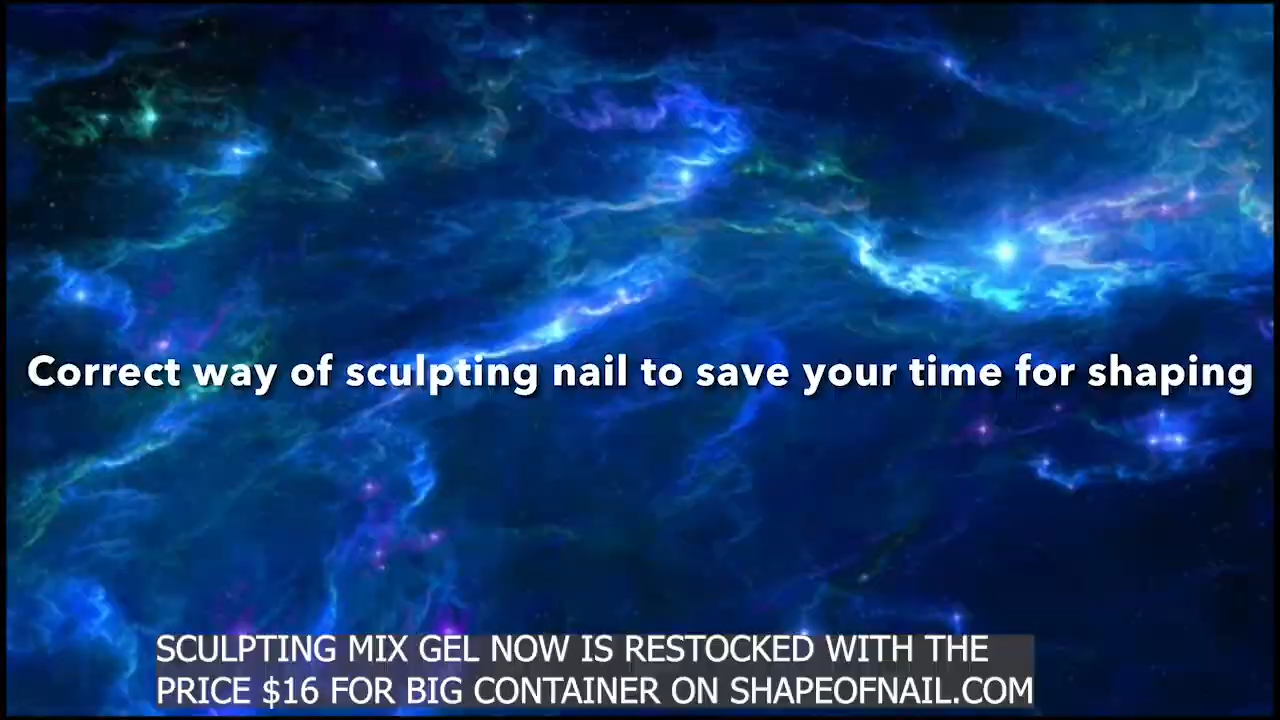 Correct way of sculpting nail to save your time for shaping
SCULPTING MIX GEL NOW IS RESTOCKED WITH THE
PRICE $16 FOR BIG CONTAINER ON SHAPEOFNAIL.COM